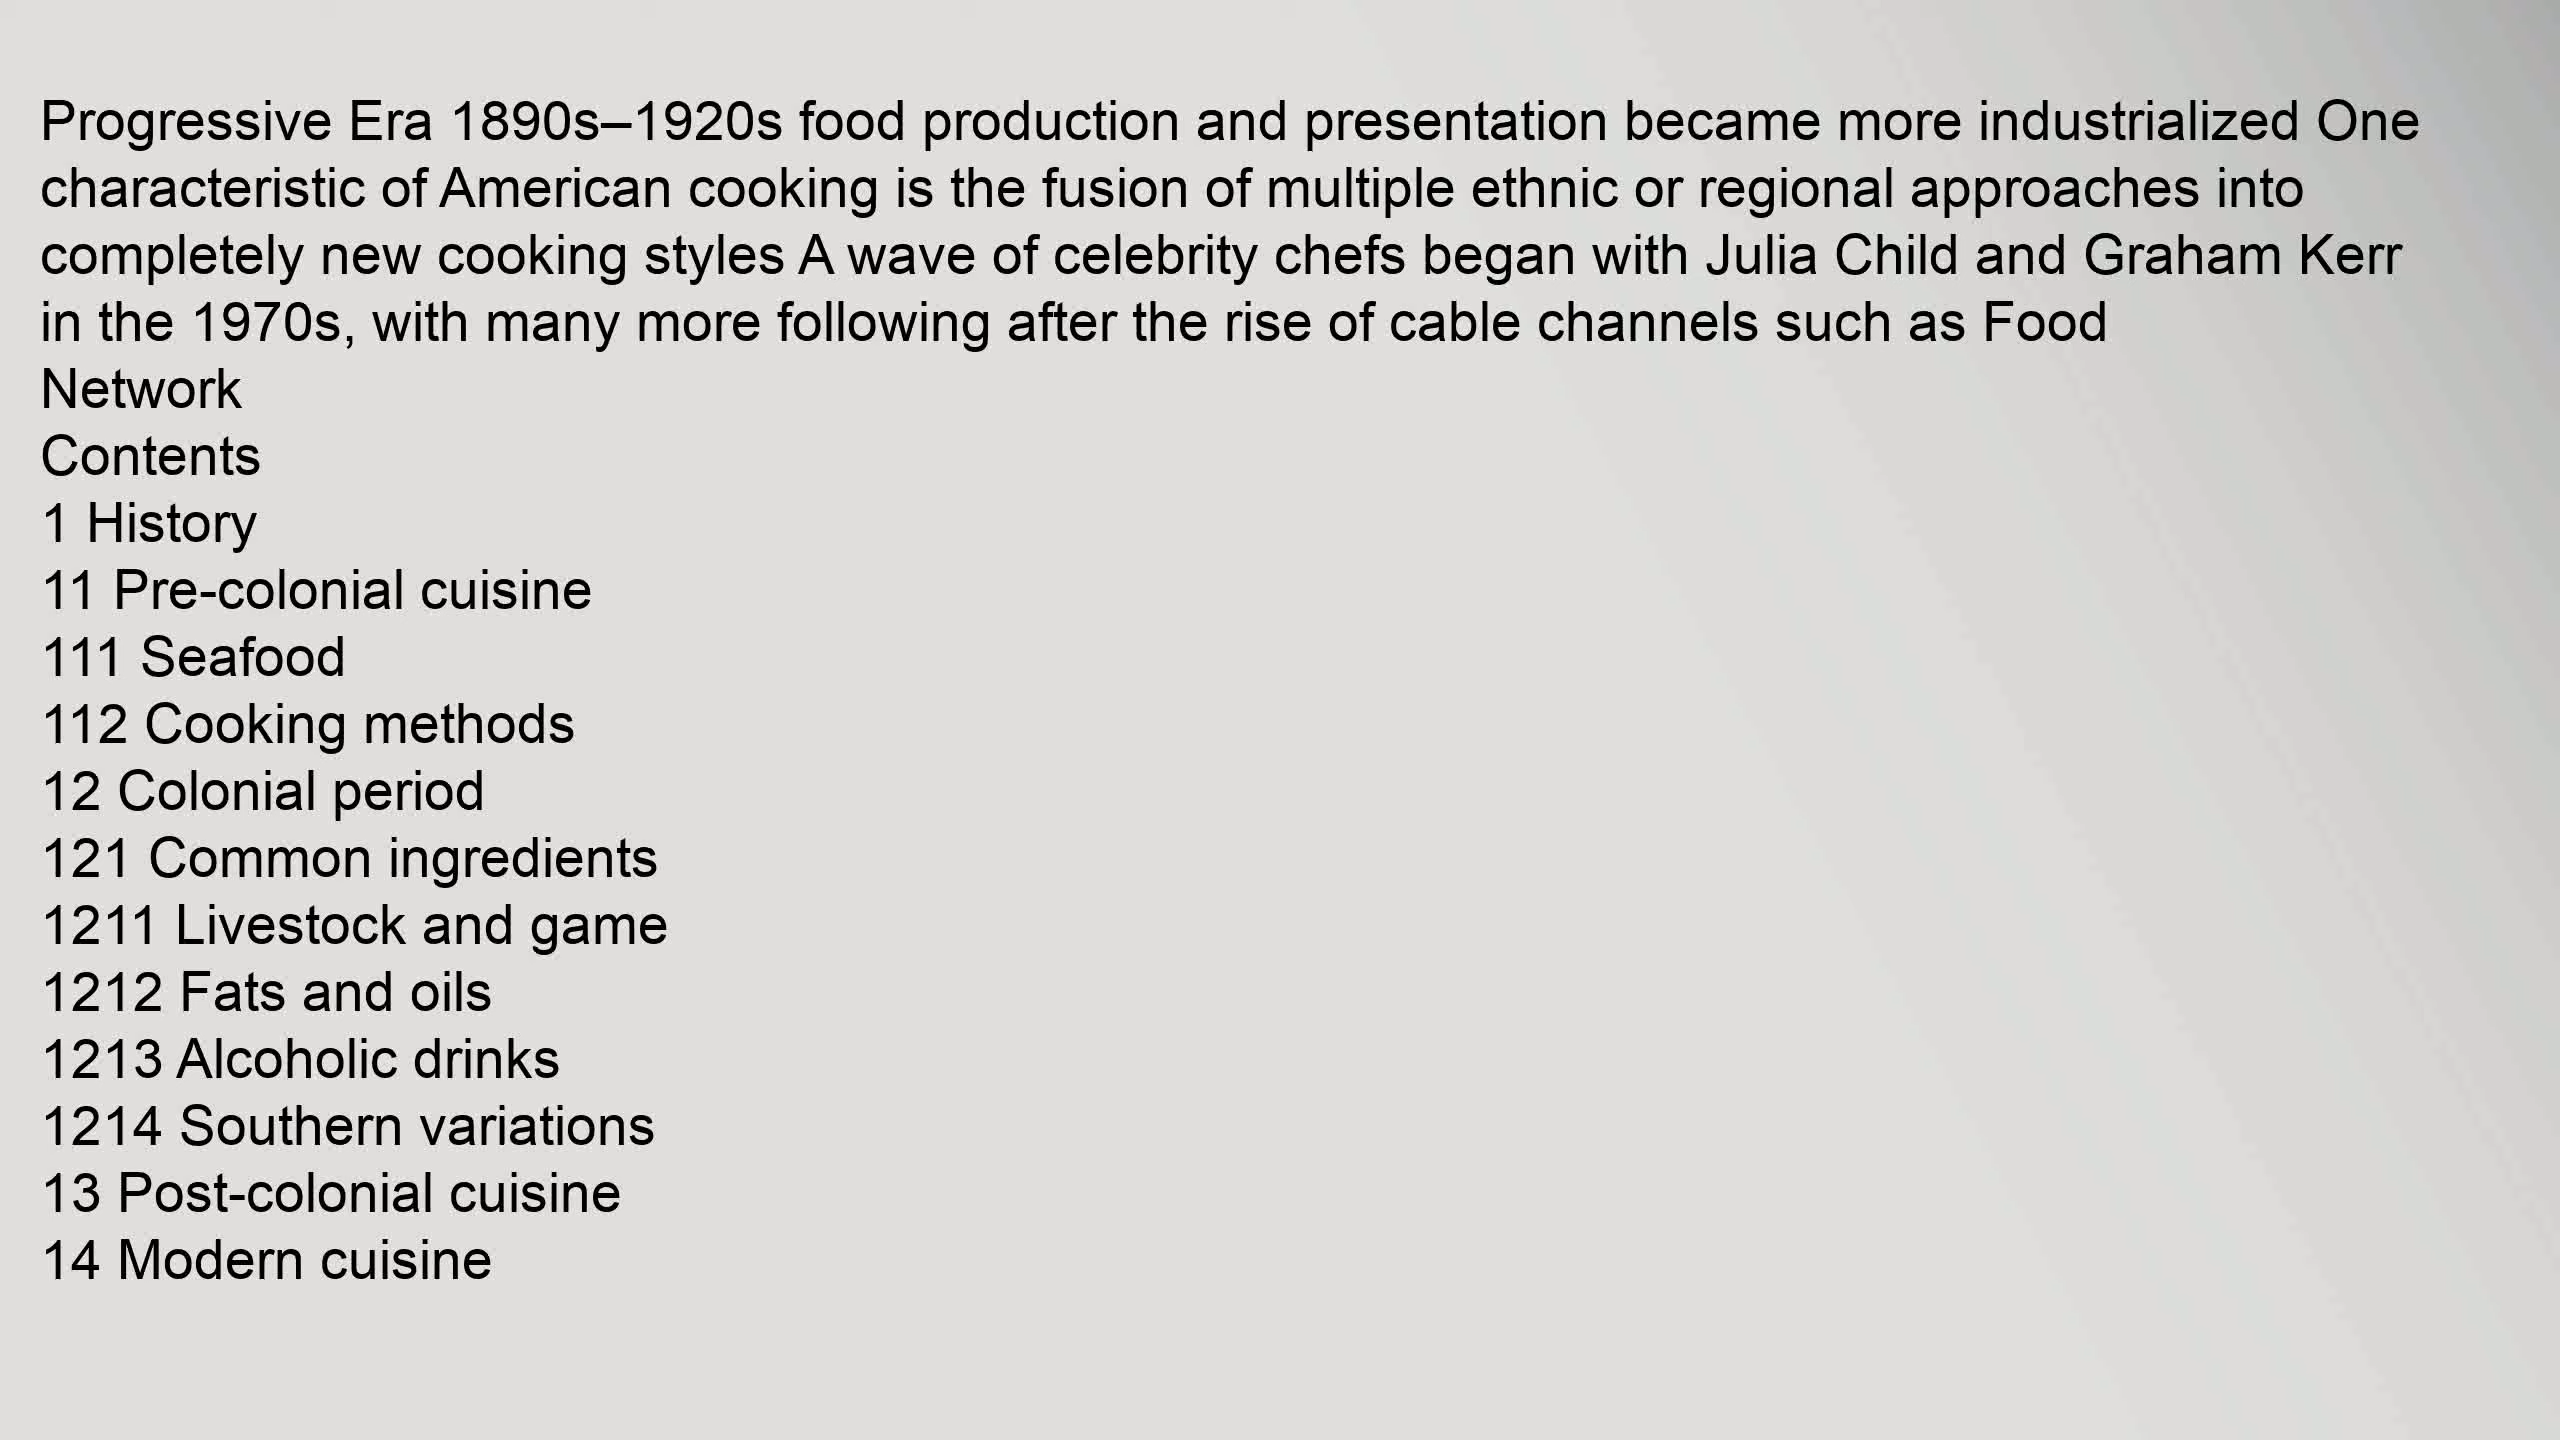 Progressive Era 1890s–1920s food production and presentation became more industrialized One
characteristic of American cooking is the fusion of multiple ethnic or regional approaches into
completely new cooking styles A wave of celebrity chefs began with Julia Child and Graham Kerr
in the 1970s, with many more following after the rise of cable channels such as Food
Network
Contents
1 History
11 Pre-colonial cuisine
111 Seafood
112 Cooking methods
12 Colonial period
121 Common ingredients
1211 Livestock and game
1212 Fats and oils
1213 Alcoholic drinks
1214 Southern variations
13 Post-colonial cuisine
14 Modern cuisine